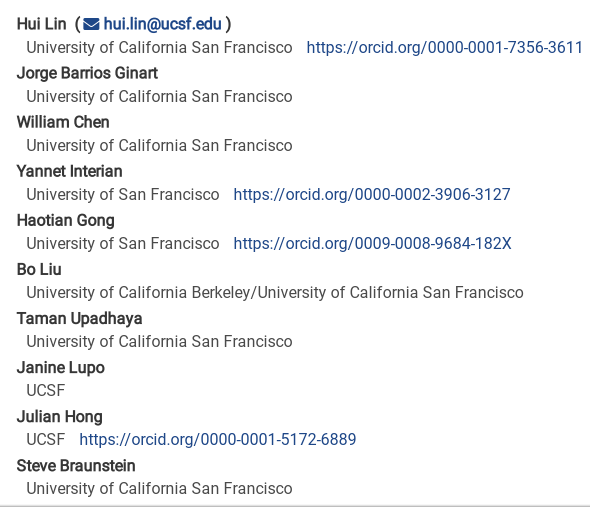 Hui Lin ( hui.lin@ucsf.edu )
University of California San Francisco https://orcid.org/0000-0001-7356-3611
Jorge Barrios Ginart
University of California San Francisco
William Chen
University of California San Francisco
Yannet Interian
University of San Francisco https://orcid.org/0000-0002-3906-3127
Haotian Gong
University of San Francisco https://orcid.org/0009-0008-9684-182X
Bo Liu
University of California Berkeley/University of California San Francisco
Taman Upadhaya
University of California San Francisco
Janine Lupo
UCSF
Julian Hong
UCSF https://orcid.org/0000-0001-5172-6889
Steve Braunstein
University of California San Francisco